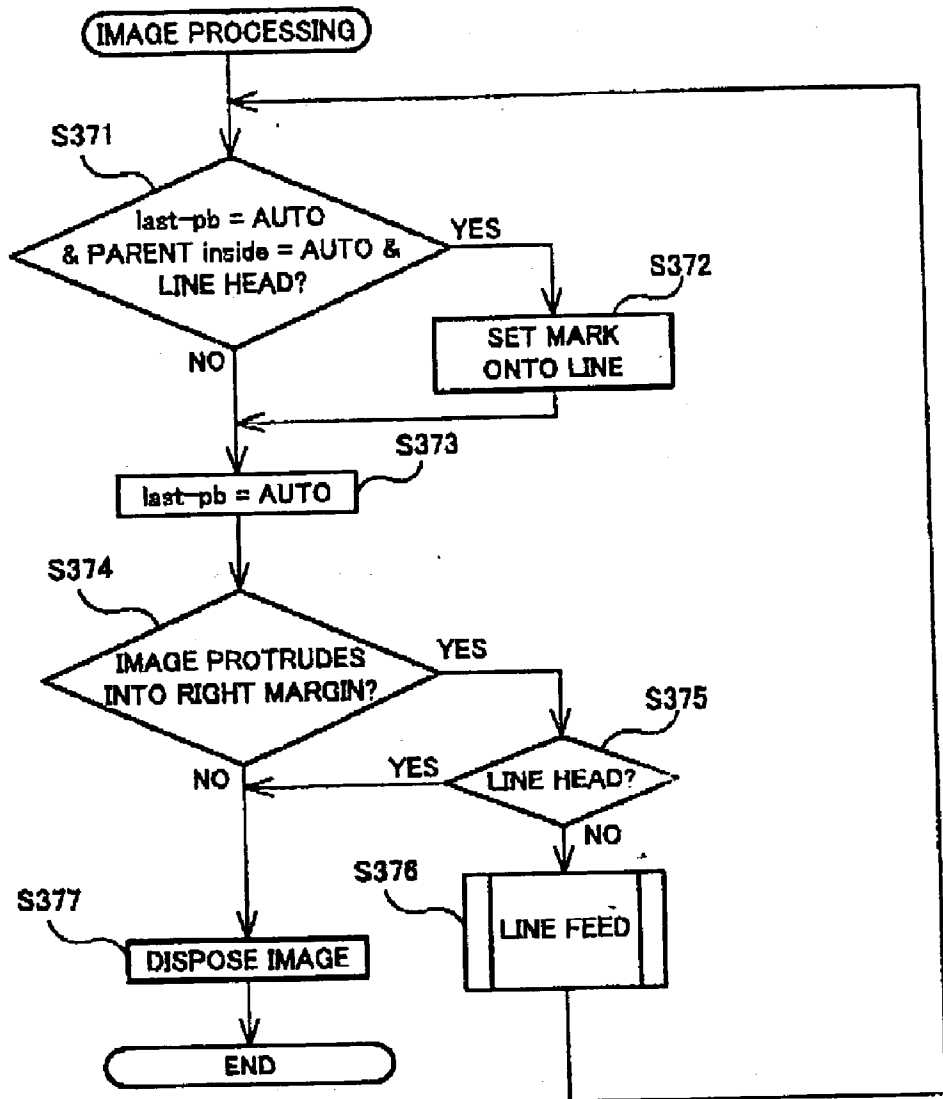 IMAGE PROCESSING
S371
last-pb = AUTO
& PARENT inside = AUTO &
LINE HEAD?
YES
S372
SET MARK
ONTO LINE
NO
S373
last-pb = AUTO
S374
IMAGE PROTRUDES
INTO RIGHT MARGIN?
YES
S375
LINE HEAD?
YES
NO
NO
S376
LINE FEED
S377
DISPOSE IMAGE
END